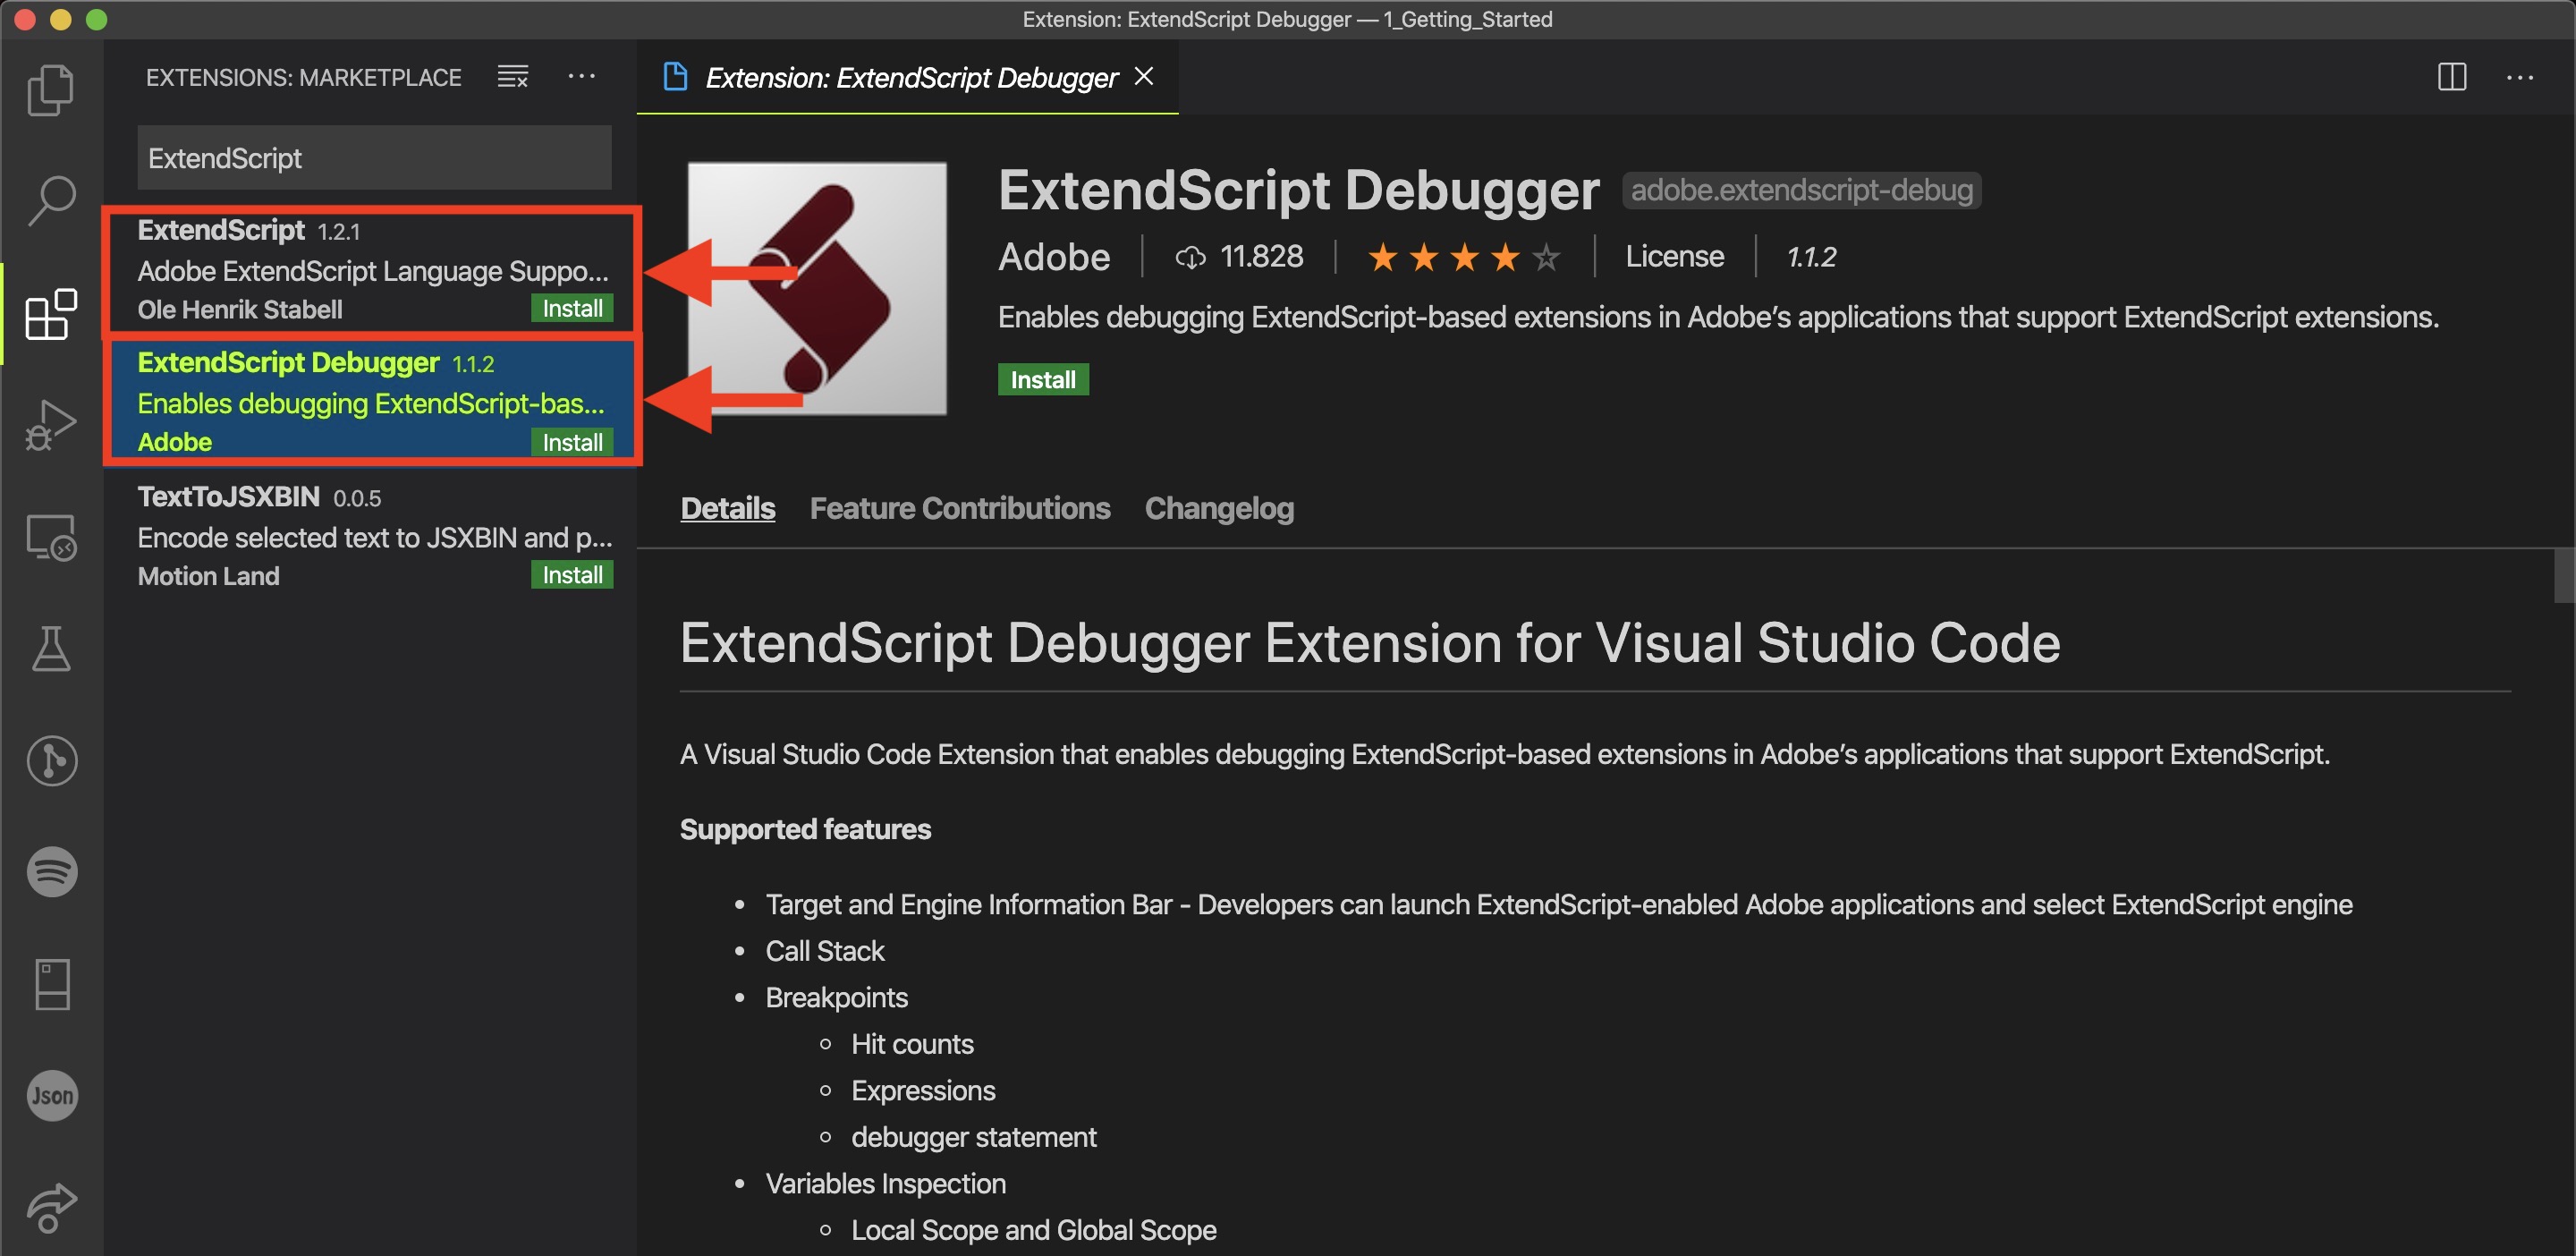 Extension: ExtendScript Debugger — 1_Getting_Started
EXTENSIONS: MARKETPLACE
ExtendScript
ExtendScript 1.2.1
Adobe ExtendScript Language Suppo...
Ole Henrik Stabell
Install
ExtendScript Debugger 1.1.2
Enables debugging ExtendScript-bas...
Adobe
Install
TextToJSXBIN 0.0.5
Encode selected text to JSXBIN and p...
Motion Land
Install
Json
Extension: ExtendScript Debugger
ExtendScript Debugger adobe.extendscript-debug
Adobe 11.828 License 1.1.2
Enables debugging ExtendScript-based extensions in Adobe’s applications that support ExtendScript extensions.
Install
Details Feature Contributions Changelog
ExtendScript Debugger Extension for Visual Studio Code
A Visual Studio Code Extension that enables debugging ExtendScript-based extensions in Adobe’s applications that support ExtendScript.
Supported features
• Target and Engine Information Bar - Developers can launch ExtendScript-enabled Adobe applications and select ExtendScript engine
• Call Stack
• Breakpoints
◦ Hit counts
◦ Expressions
◦ debugger statement
• Variables Inspection
◦ Local Scope and Global Scope